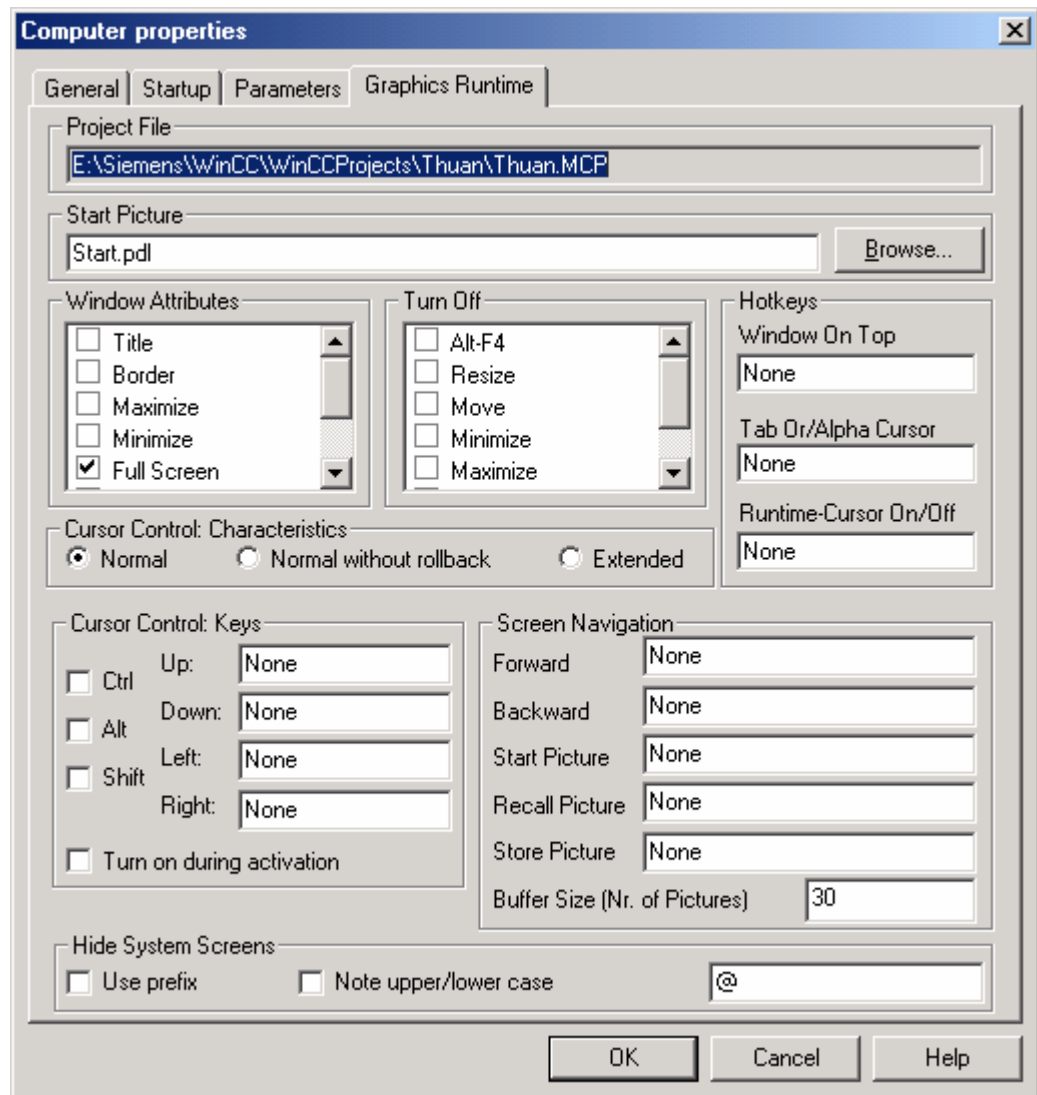 Computer properties
General Startup Parameters Graphics Runtime
Project File
E:\Siemens\WinCC\WinCCProjects\Thuan\Thuan.MCP
Start Picture
Start.pdl Browse...
Window Attributes
Title
Border
Maximize
Minimize
Full Screen
Turn Off
Alt-F4
Resize
Move
Minimize
Maximize
Hotkeys
Window On Top
None
Tab Or/Alpha Cursor
None
Runtime-Cursor On/Off
None
Cursor Control: Characteristics
Normal Normal without rollback Extended
Cursor Control: Keys
Ctrl
Alt
Shift
Up: None
Down: None
Left: None
Right: None
Turn on during activation
Screen Navigation
Forward None
Backward None
Start Picture None
Recall Picture None
Store Picture None
Buffer Size (Nr. of Pictures) 30
Hide System Screens
Use prefix Note upper/lower case @
OK Cancel Help